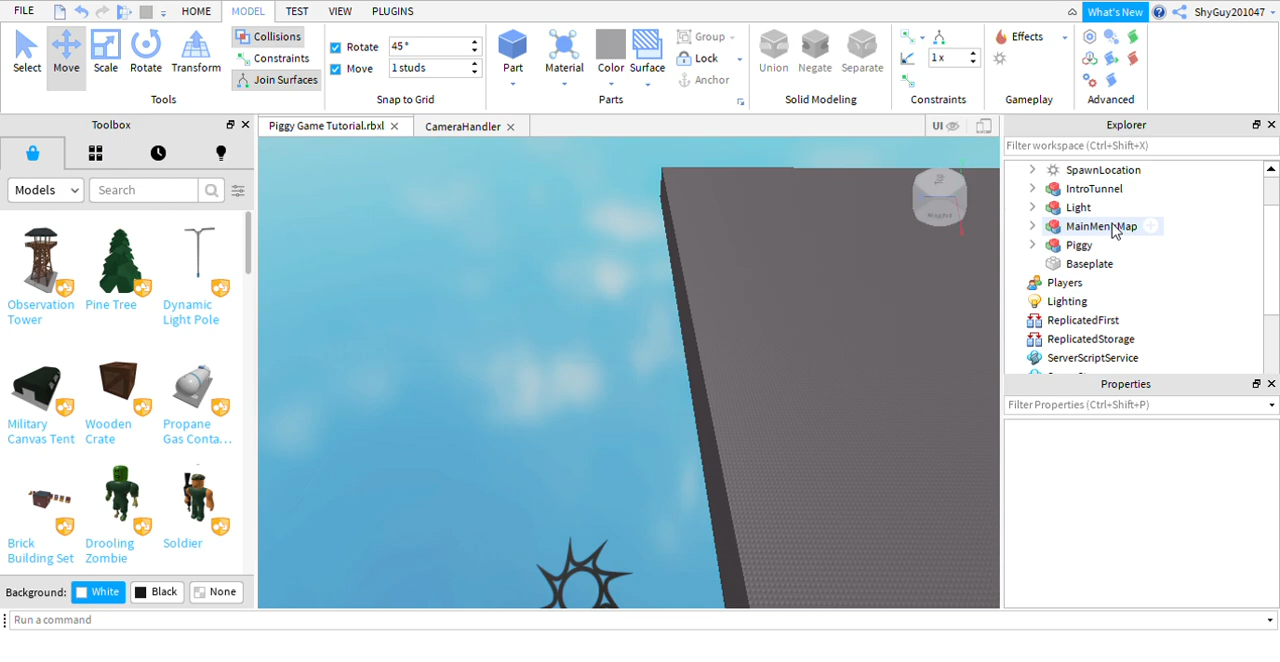 FILE HOME MODEL TEST VIEW PLUGINS What's New ShyGuy201047
Select Move Scale Rotate Transform
Collisions
Constraints
Join Surfaces
Tools
Rotate 45°
Move 1 studs
Snap to Grid
Part Material Color Surface
Group
Lock
Anchor
Parts
Union Negate Separate
Solid Modeling
1 x
Constraints
Effects
Gameplay
Advanced
Toolbox
Models Search
Observation Tower
Pine Tree
Dynamic Light Pole
Military Canvas Tent
Wooden Crate
Propane Gas Conta...
Brick Building Set
Drooling Zombie
Soldier
Background: White Black None
Piggy Game Tutorial.rbxl CameraHandler UI
Top
Explorer
Filter workspace (Ctrl+Shift+X)
SpawnLocation
IntroTunnel
Light
MainMenuMap
Piggy
Baseplate
Players
Lighting
ReplicatedFirst
ReplicatedStorage
ServerScriptService
Properties
Filter Properties (Ctrl+Shift+P)
Run a command